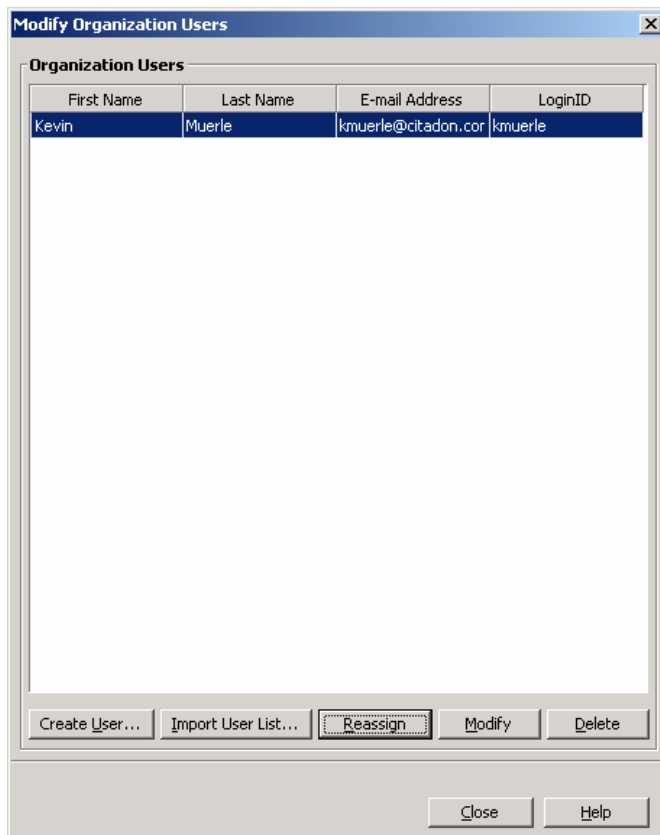 Modify Organization Users
Organization Users
First Name Last Name E-mail Address LoginID
Kevin Muerle kmuerle@citadon.cor kmuerle
Create User... Import User List... Reassign Modify Delete
Close Help